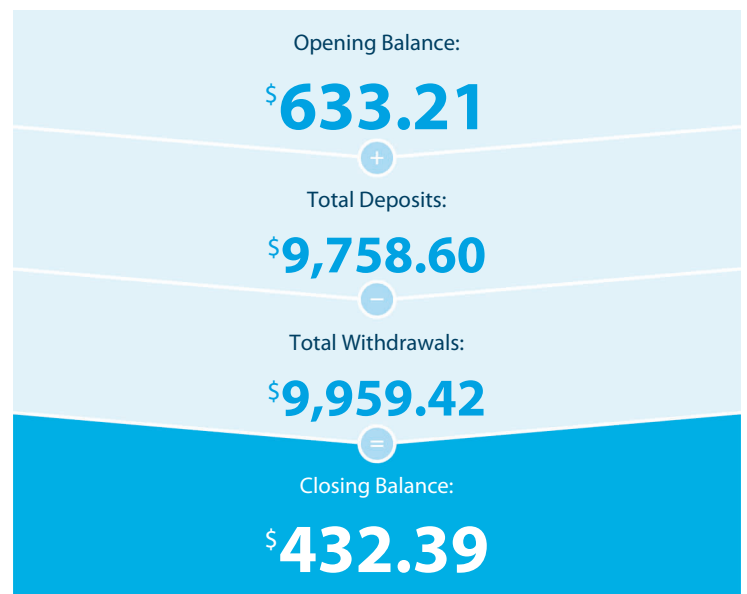 Opening Balance:
$633.21
+
Total Deposits:
$9,758.60
−
Total Withdrawals:
$9,959.42
=
Closing Balance:
$432.39